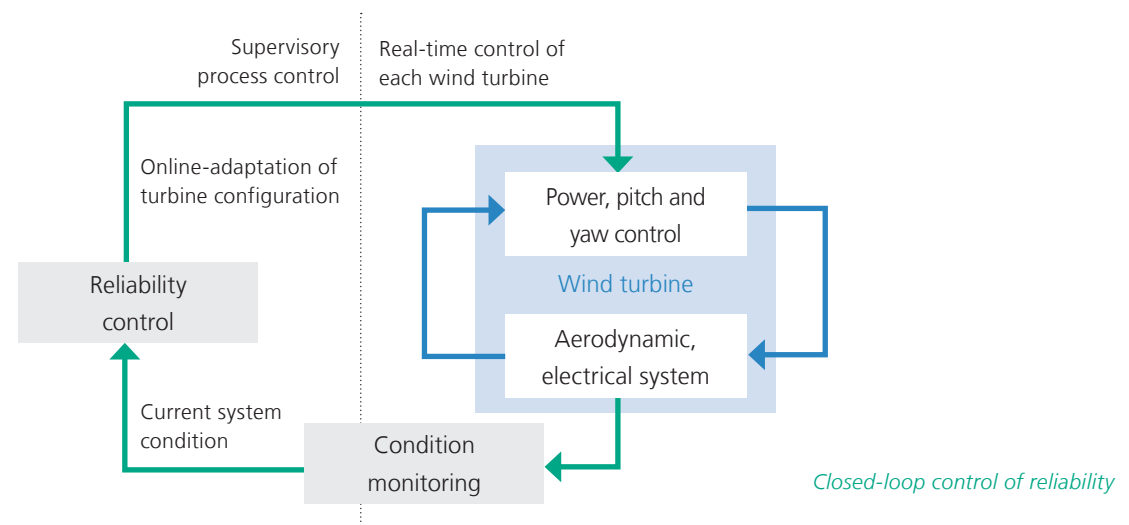 Supervisory
process control
Real-time control of
each wind turbine
Online-adaptation of
turbine configuration
Power, pitch and
yaw control
Wind turbine
Reliability
control
Aerodynamic,
electrical system
Current system
condition
Condition
monitoring
Closed-loop control of reliability